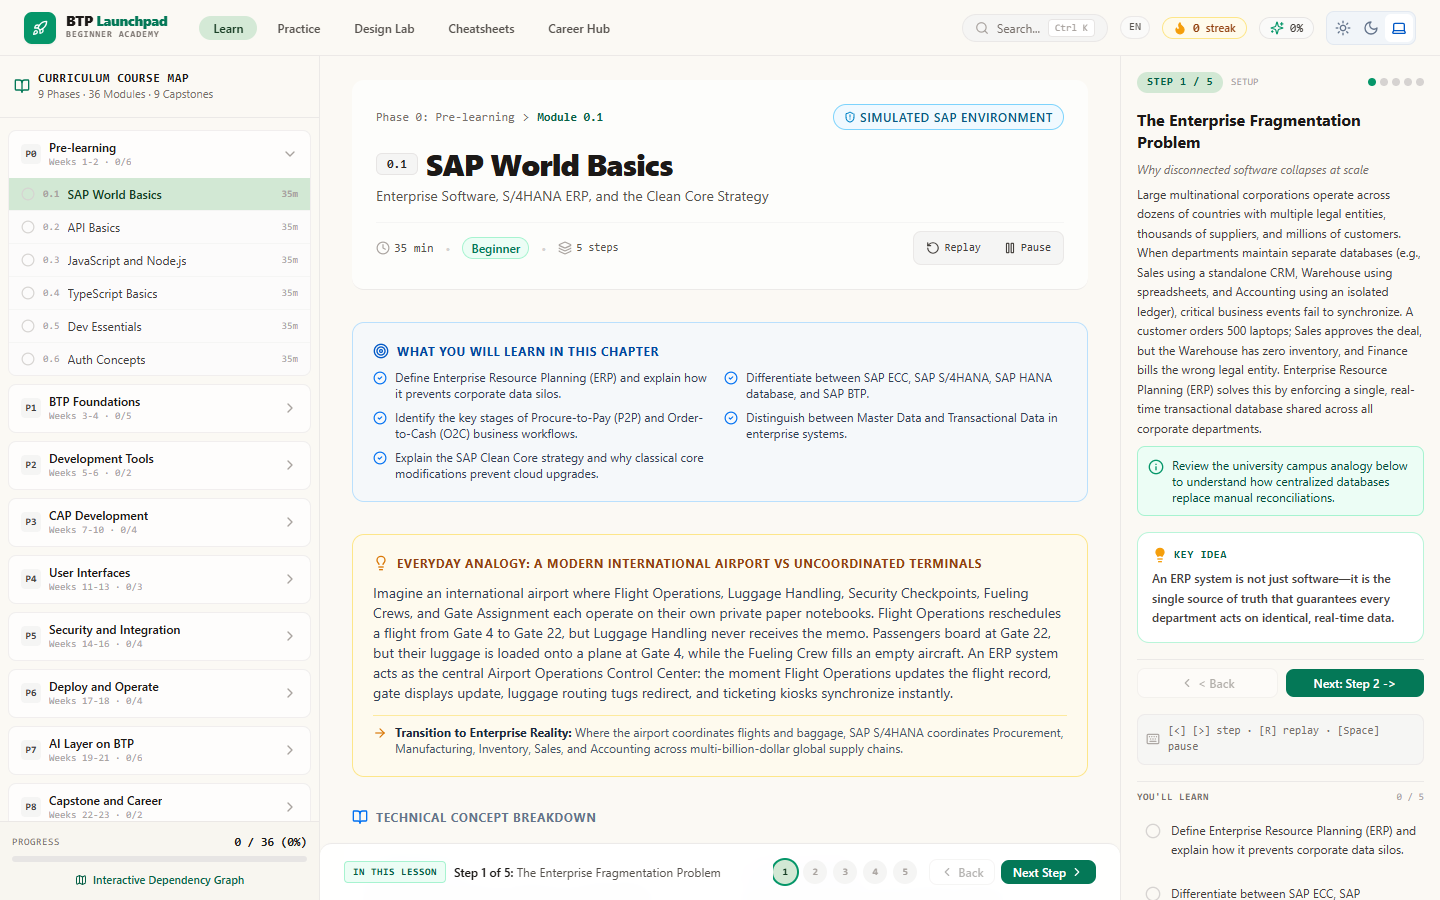 BTP Launchpad
BEGINNER ACADEMY
Learn
Practice
Design Lab
Cheatsheets
Career Hub
Search...
Ctrl K
EN
0 streak
0%
CURRICULUM COURSE MAP
9 Phases · 36 Modules · 9 Capstones
P0
Pre-learning
Weeks 1-2 · 0/6
0.1 SAP World Basics 35m
0.2 API Basics 35m
0.3 JavaScript and Node.js 35m
0.4 TypeScript Basics 35m
0.5 Dev Essentials 35m
0.6 Auth Concepts 35m
P1
BTP Foundations
Weeks 3-4 · 0/5
P2
Development Tools
Weeks 5-6 · 0/2
P3
CAP Development
Weeks 7-10 · 0/4
P4
User Interfaces
Weeks 11-13 · 0/3
P5
Security and Integration
Weeks 14-16 · 0/4
P6
Deploy and Operate
Weeks 17-18 · 0/4
P7
AI Layer on BTP
Weeks 19-21 · 0/6
P8
Capstone and Career
Weeks 22-23 · 0/2
PROGRESS 0 / 36 (0%)
Interactive Dependency Graph
Phase 0: Pre-learning > Module 0.1
SIMULATED SAP ENVIRONMENT
0.1 SAP World Basics
Enterprise Software, S/4HANA ERP, and the Clean Core Strategy
35 min · Beginner · 5 steps
Replay
Pause
WHAT YOU WILL LEARN IN THIS CHAPTER
Define Enterprise Resource Planning (ERP) and explain how
it prevents corporate data silos.
Differentiate between SAP ECC, SAP S/4HANA, SAP HANA
database, and SAP BTP.
Identify the key stages of Procure-to-Pay (P2P) and Order-
to-Cash (O2C) business workflows.
Distinguish between Master Data and Transactional Data in
enterprise systems.
Explain the SAP Clean Core strategy and why classical core
modifications prevent cloud upgrades.
EVERYDAY ANALOGY: A MODERN INTERNATIONAL AIRPORT VS UNCOORDINATED TERMINALS
Imagine an international airport where Flight Operations, Luggage Handling, Security Checkpoints, Fueling
Crews, and Gate Assignment each operate on their own private paper notebooks. Flight Operations reschedules
a flight from Gate 4 to Gate 22, but Luggage Handling never receives the memo. Passengers board at Gate 22,
but their luggage is loaded onto a plane at Gate 4, while the Fueling Crew fills an empty aircraft. An ERP system
acts as the central Airport Operations Control Center: the moment Flight Operations updates the flight record,
gate displays update, luggage routing tugs redirect, and ticketing kiosks synchronize instantly.
Transition to Enterprise Reality: Where the airport coordinates flights and baggage, SAP S/4HANA coordinates Procurement,
Manufacturing, Inventory, Sales, and Accounting across multi-billion-dollar global supply chains.
TECHNICAL CONCEPT BREAKDOWN
IN THIS LESSON
Step 1 of 5: The Enterprise Fragmentation Problem
1
2
3
4
5
Back
Next Step
STEP 1 / 5
SETUP
The Enterprise Fragmentation
Problem
Why disconnected software collapses at scale
Large multinational corporations operate across
dozens of countries with multiple legal entities,
thousands of suppliers, and millions of customers.
When departments maintain separate databases (e.g.,
Sales using a standalone CRM, Warehouse using
spreadsheets, and Accounting using an isolated
ledger), critical business events fail to synchronize. A
customer orders 500 laptops; Sales approves the deal,
but the Warehouse has zero inventory, and Finance
bills the wrong legal entity. Enterprise Resource
Planning (ERP) solves this by enforcing a single, real-
time transactional database shared across all
corporate departments.
Review the university campus analogy below
to understand how centralized databases
replace manual reconciliations.
KEY IDEA
An ERP system is not just software—it is the
single source of truth that guarantees every
department acts on identical, real-time data.
< Back
Next: Step 2 ->
[<] [>] step · [R] replay · [Space]
pause
YOU'LL LEARN 0 / 5
Define Enterprise Resource Planning (ERP) and
explain how it prevents corporate data silos.
Differentiate between SAP ECC, SAP